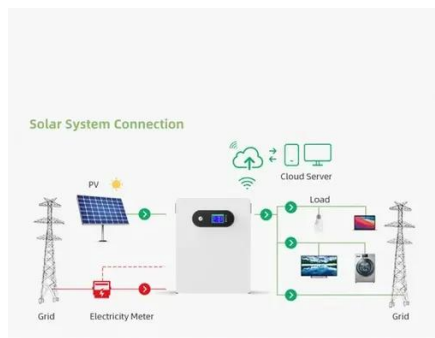 Solar System Connection
Cloud Server
PV
Load
Grid
Electricity Meter
Grid